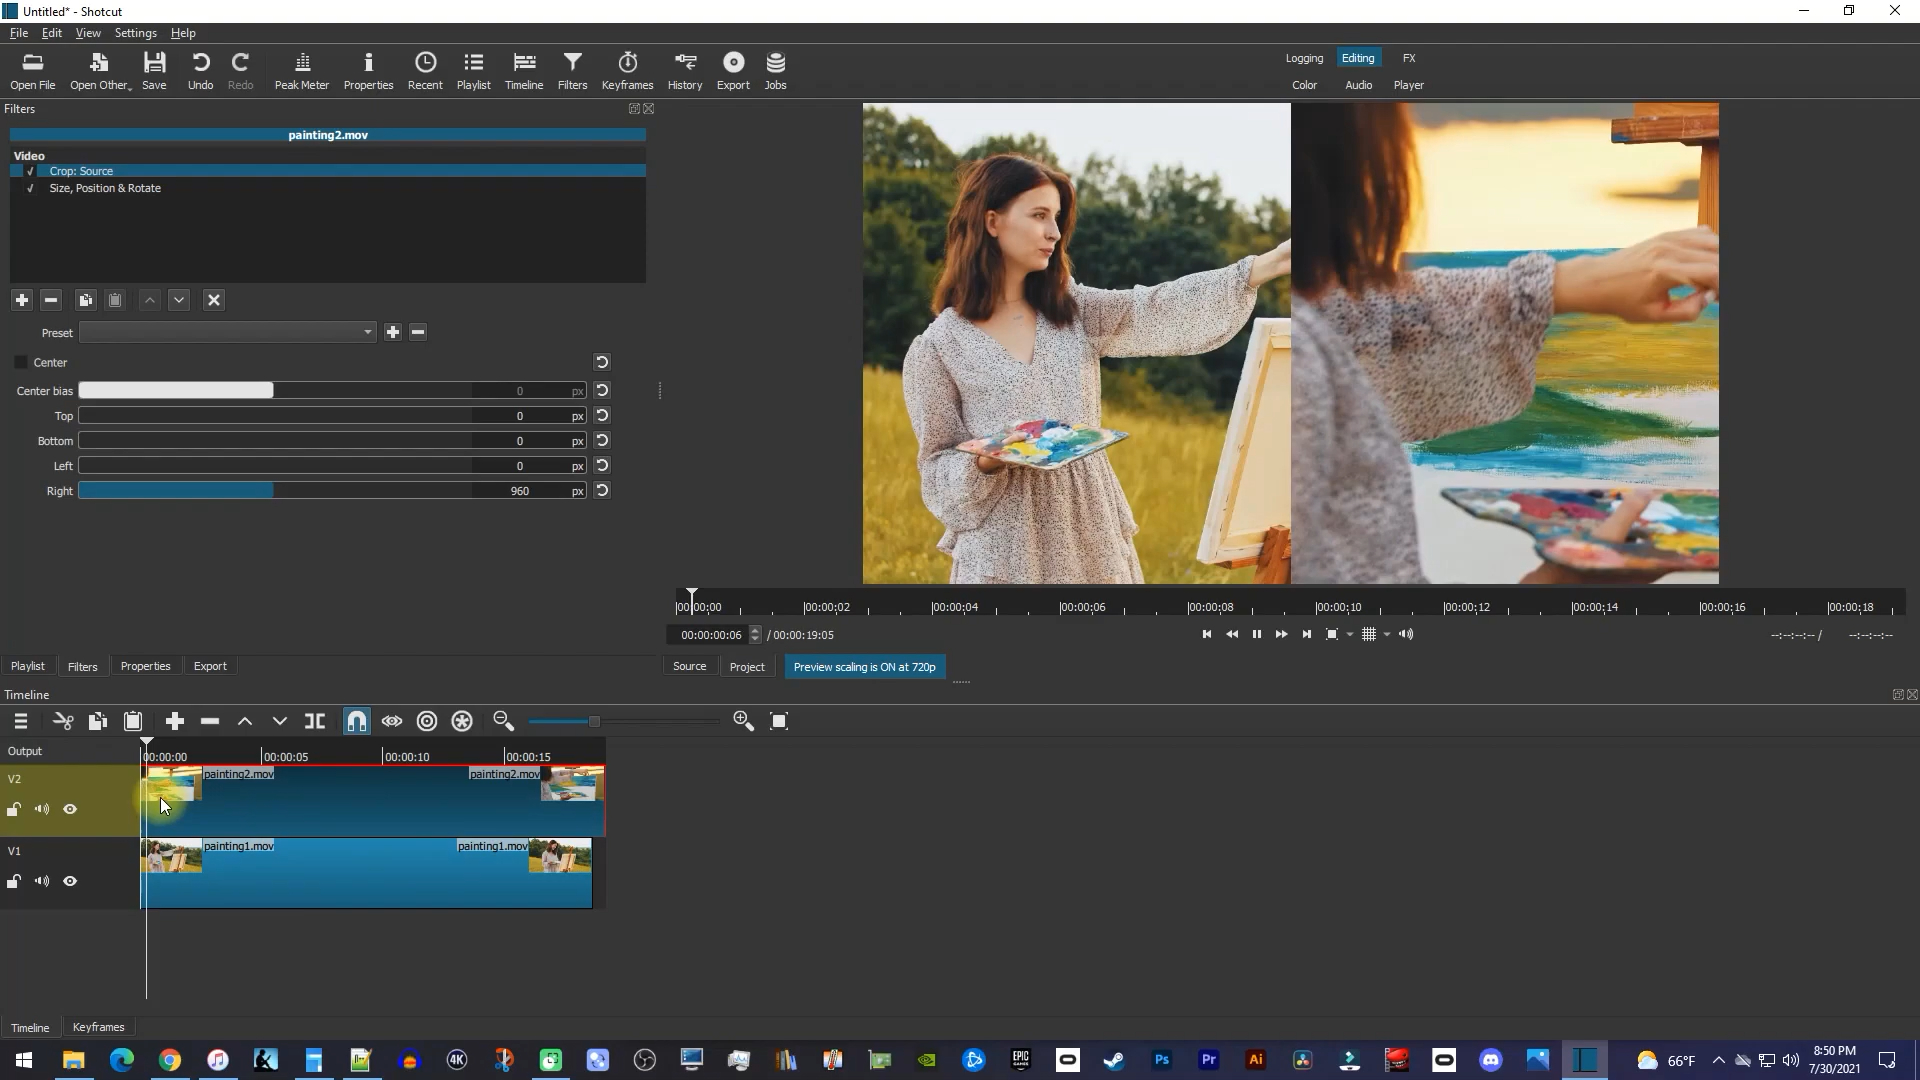 Untitled* - Shotcut
File Edit View Settings Help
Open File Open Other.. Save Undo Redo Peak Meter Properties Recent Playlist Timeline Filters Keyframes History Export Jobs
Logging Editing FX
Color Audio Player
Filters
painting2.mov
Video
Crop: Source
Size, Position & Rotate
Preset
Center
Center bias 0 px
Top 0 px
Bottom 0 px
Left 0 px
Right 960 px
00:00:00 00:00:02 00:00:04 00:00:06 00:00:08 00:00:10 00:00:12 00:00:14 00:00:16 00:00:18
00:00:00:06 / 00:00:19:05 --:--:--:-- / --:--:--:--
Playlist Filters Properties Export
Source Project Preview scaling is ON at 720p
Timeline
Output
00:00:00 00:00:05 00:00:10 00:00:15
V2
painting2.mov painting2.mov
V1
painting1.mov painting1.mov
Timeline Keyframes
4K
EPIC GAMES
Ps
Pr
Ai
66°F
8:50 PM
7/30/2021